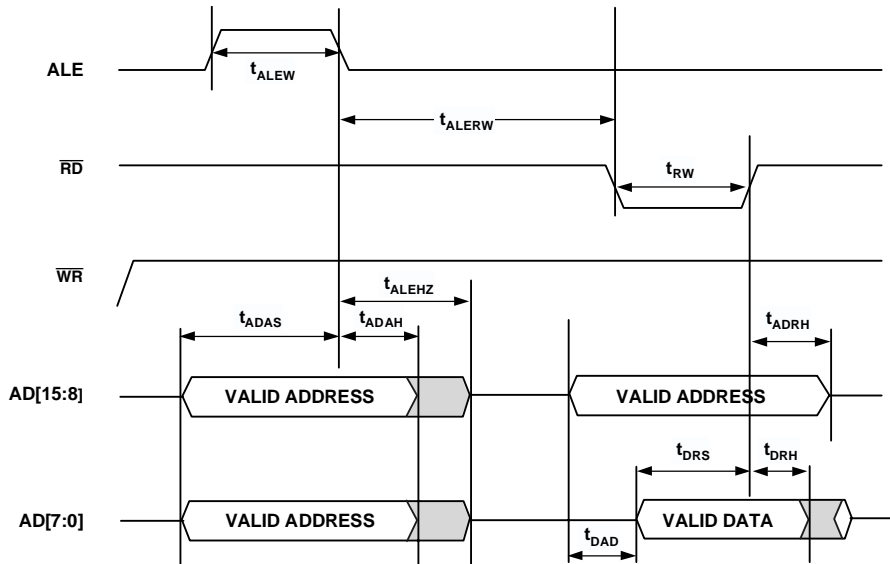 ALE
tALEW
tALERW
RD
tRW
WR
tALEHZ
tADAS
tADAH
tADRH
AD[15:8]
VALID ADDRESS
VALID ADDRESS
tDRS
tDRH
AD[7:0]
VALID ADDRESS
VALID DATA
tDAD